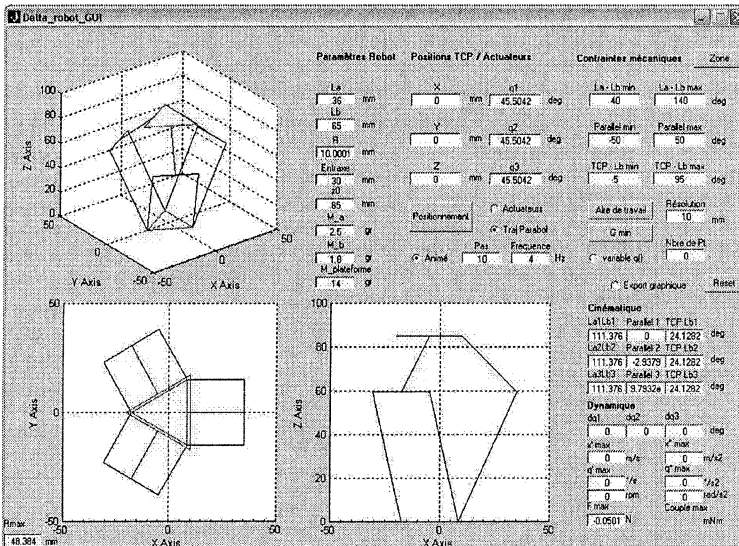 Delta_robot_GUI
Paramètres Robot
La
36 mm
Lb
65 mm
R
10.0001 mm
Entraxe
30 mm
z0
85 mm
M_a
2.6 gr
M_b
1.8 gr
M_plateforme
14 gr
Positions TCP / Actuateurs
X q1
0 mm 45.5042 deg
Y q2
0 mm 45.5042 deg
Z q3
0 mm 45.5042 deg
Positionnement
Actuateurs
Traj Parabol
Animé
Pas Frequence
10 4 Hz
Contraintes mécaniques
Zone
La - Lb min La - Lb max
40 140 deg
Parallel min Parallel max
-50 50 deg
TCP - Lb min TCP - Lb max
-5 95 deg
Aire de travail
Résolution
10 mm
G min
Nbre de Pt
0
variable q()
Export graphique
Reset
Cinématique
La1Lb1 Parallel 1 TCP Lb1
111.376 0 24.1282 deg
La2Lb2 Parallel 2 TCP Lb2
111.376 -2.9379 24.1282 deg
La3Lb3 Parallel 3 TCP Lb3
111.376 9.7932e 24.1282 deg
Dynamique
dq1 dq2 dq3
0 0 0 deg
x' max x" max
0 m/s 0 m/s2
q' max q" max
0 °/s 0 °/s2
0 rpm 0 rad/s2
F max Couple max
-0.0501 N mNm
Z Axis
100
80
60
40
20
0
50
0
-50
-50
0
50
Y Axis
X Axis
50
0
-50
Y Axis
-50 0 50
X Axis
Rmax
48.384 mm
100
80
60
40
20
0
Z Axis
-50 0 50
X Axis